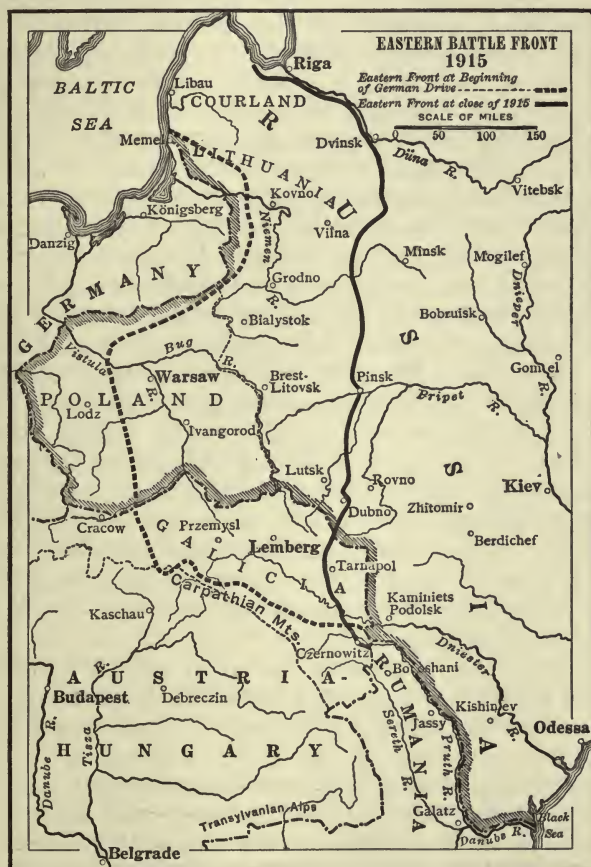 EASTERN BATTLE FRONT
1915
Eastern Front at Beginning
of German Drive
Eastern Front at close of 1915
SCALE OF MILES
0 50 100 150
BALTIC
SEA
Riga
Libau
COURLAND
Memel
LITHUANIA
Dvinsk
Düna R.
Vitebsk
Königsberg
Kovno
Niemen
R.
Vilna
Danzig
Minsk
Mogilef
Dnieper
R.
GERMANY
Grodno
Bialystok
Bobruisk
Gomel
Vistula
R.
Bug
R.
Warsaw
Brest-
Litovsk
Pinsk
Pripet
R.
POLAND
Lodz
Ivangorod
Lutsk
Rovno
Kiev
Dubno
Zhitomir
Cracow
Przemysl
Lemberg
Berdichef
GALICIA
Tarnapol
Carpathian Mts.
Kaminiets
Podolsk
Kaschau
Czernowitz
Dniester
R.
RUSSIA
AUSTRIA-
HUNGARY
Botoshani
Budapest
Debreczin
Tisza
R.
Danube
R.
RUMANIA
Sereth
R.
Tassy
Pruth R.
Kishinev
Odessa
Transylvanian Alps
Galatz
Danube R.
Black
Sea
Belgrade